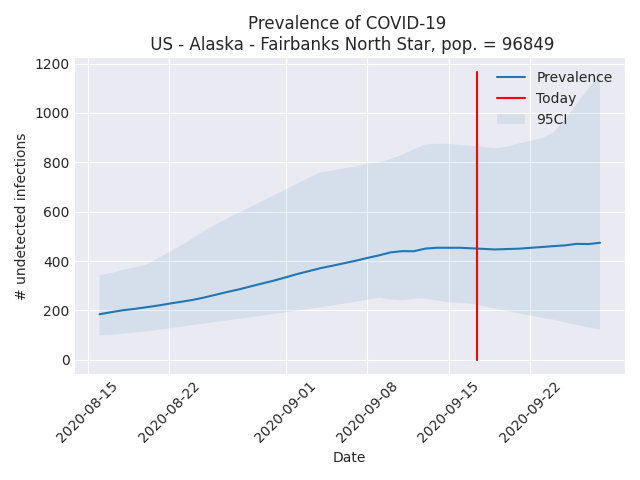 Prevalence of COVID-19
US - Alaska - Fairbanks North Star, pop. = 96849
1200
1000
800
600
400
200
0
# undetected infections
Prevalence
Today
95CI
2020-08-15
2020-08-22
2020-09-01
2020-09-08
2020-09-15
2020-09-22
Date